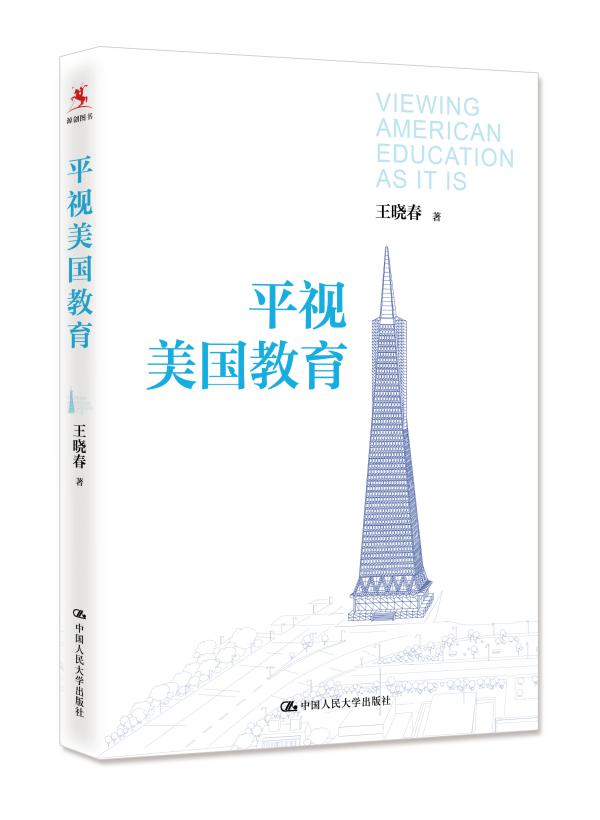 源创图书
平视美国教育
王晓春
著
中国人民大学出版社
VIEWING
AMERICAN
EDUCATION
AS IT IS
王晓春 著
平视
美国教育
中国人民大学出版社